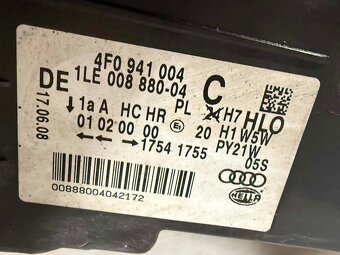 4F0 941 004
DE 1LE 008 880-04 C
17.06.08
1a A HC HR PL H7 HLO
01 02 00 00 E1 20 H1 W5W
1754 1755 PY21W
05S
HELLA
00888004042172